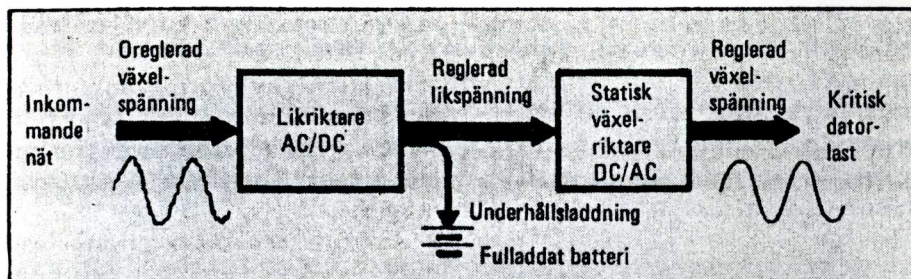 Inkom-
mande
nät
Oreglerad
växel-
spänning
Likriktare
AC/DC
Reglerad
likspänning
Statisk
växel-
riktare
DC/AC
Reglerad
växel-
spänning
Kritisk
dator-
last
Underhållsladdning
Fulladdat batteri